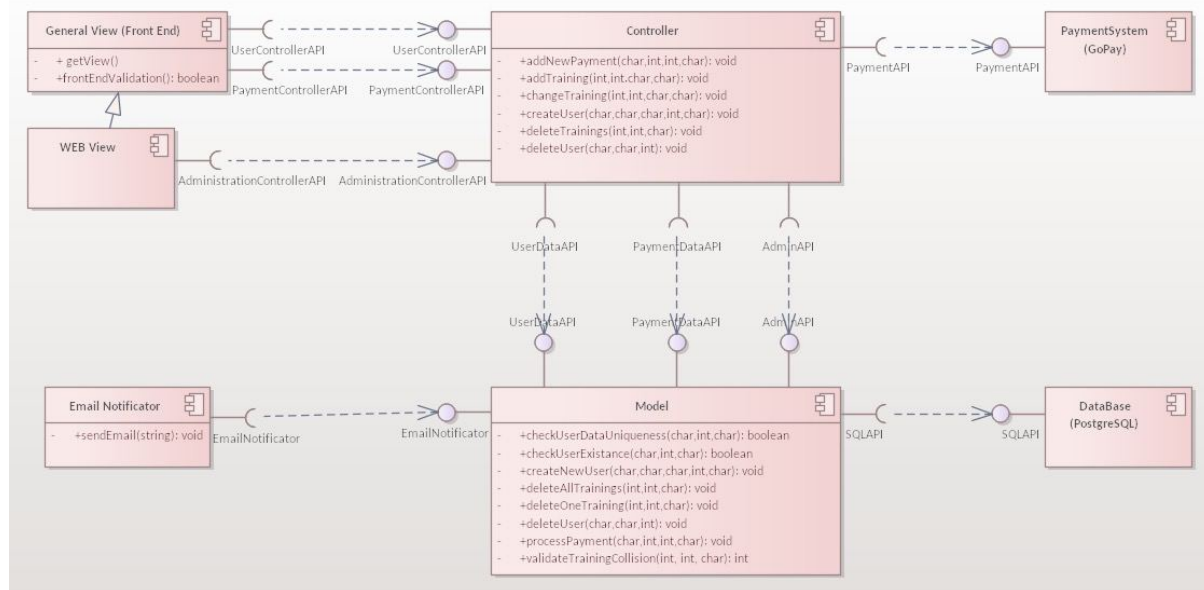 General View (Front End)
- + getView()
- +frontEndValidation(): boolean
UserControllerAPI
UserControllerAPI
PaymentControllerAPI
PaymentControllerAPI
Controller
- +addNewPayment(char,int,int,char): void
- +addTraining(int,int.char,char): void
- +changeTraining(int,int,char,char): void
- +createUser(char,char,char,int,char): void
- +deleteTrainings(int,int,char): void
- +deleteUser(char,char,int): void
PaymentAPI
PaymentAPI
PaymentSystem
(GoPay)
WEB View
AdministrationControllerAPI
AdministrationControllerAPI
UserDataAPI
PaymentDataAPI
AdminAPI
UserDataAPI
PaymentDataAPI
AdminAPI
Email Notificator
- +sendEmail(string): void
EmailNotificator
EmailNotificator
Model
- +checkUserDataUniqueness(char,int,char): boolean
- +checkUserExistance(char,int,char): boolean
- +createNewUser(char,char,char,int,char): void
- +deleteAllTrainings(int,int,char): void
- +deleteOneTraining(int,int,char): void
- +deleteUser(char,char,int): void
- +processPayment(char,int,int,char): void
- +validateTrainingCollision(int, int, char): int
SQLAPI
SQLAPI
DataBase
(PostgreSQL)